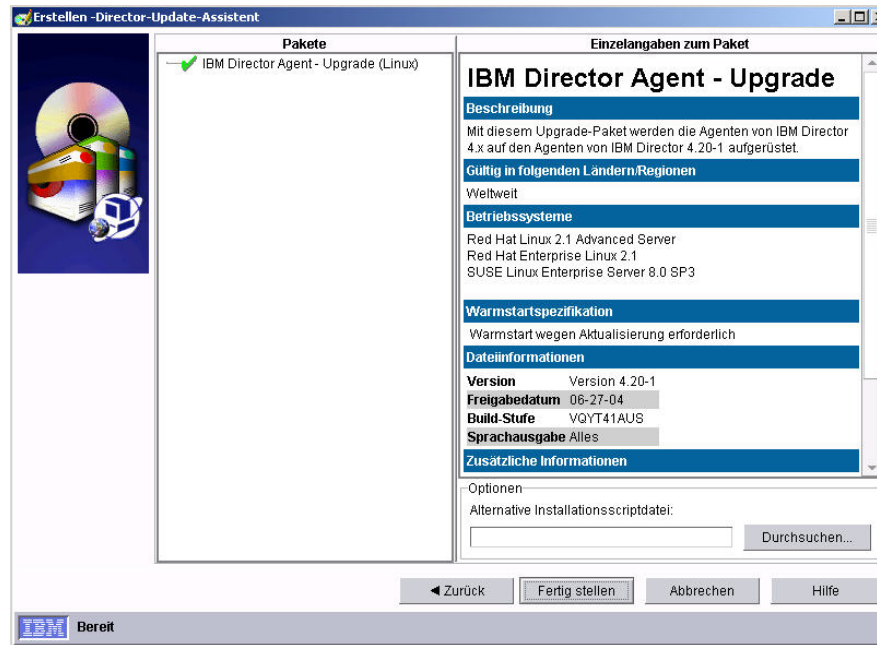 Erstellen -Director-Update-Assistent
Pakete
IBM Director Agent - Upgrade (Linux)
Einzelangaben zum Paket
IBM Director Agent - Upgrade
Beschreibung
Mit diesem Upgrade-Paket werden die Agenten von IBM Director
4.x auf den Agenten von IBM Director 4.20-1 aufgerüstet.
Gültig in folgenden Ländern/Regionen
Weltweit
Betriebssysteme
Red Hat Linux 2.1 Advanced Server
Red Hat Enterprise Linux 2.1
SUSE Linux Enterprise Server 8.0 SP3
Warmstartspezifikation
Warmstart wegen Aktualisierung erforderlich
Dateiinformationen
Version Version 4.20-1
Freigabedatum 06-27-04
Build-Stufe VQYT41AUS
Sprachausgabe Alles
Zusätzliche Informationen
Optionen
Alternative Installationsscriptdatei:
Durchsuchen...
Zurück Fertig stellen Abbrechen Hilfe
IBM Bereit